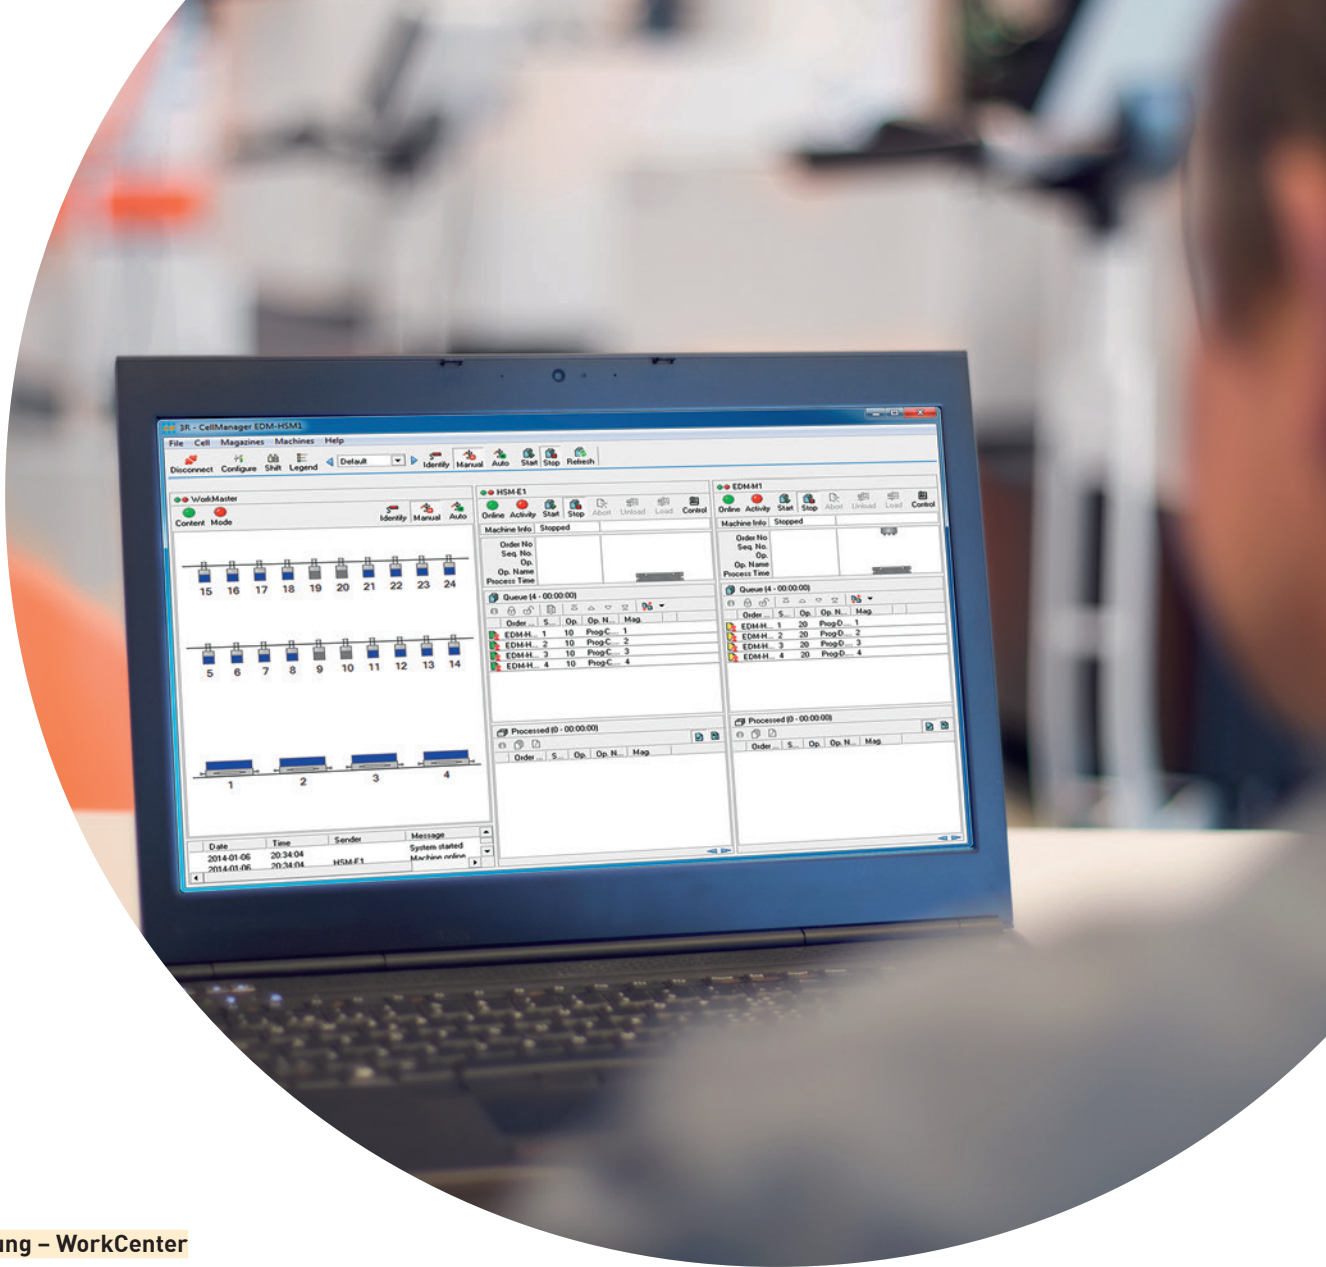 3R - CellManager EDM-HSM1
File Cell Magazines Machines Help
Disconnect Configure Shift Legend Default Identify Manual Auto Start Stop Refresh
WorkMaster
Content Mode Identify Manual Auto
15 16 17 18 19 20 21 22 23 24
5 6 7 8 9 10 11 12 13 14
1 2 3 4
Date Time Sender Message
2014-01-06 20:34:04 System started
2014-01-06 20:34:04 HSM-E1 Machine online
HSM-E1
Online Activity Start Stop Abort Unload Load Control
Machine Info Stopped
Order No
Seq. No.
Op.
Op. Name
Process Time
Queue (4 - 00:00:00)
Order ... S... Op. Op. N... Mag.
EDM-H... 1 10 Prog-C... 1
EDM-H... 2 10 Prog-C... 2
EDM-H... 3 10 Prog-C... 3
EDM-H... 4 10 Prog-C... 4
Processed (0 - 00:00:00)
Order ... S... Op. Op. N... Mag.
EDM-M1
Online Activity Start Stop Abort Unload Load Control
Machine Info Stopped
Order No
Seq. No.
Op.
Op. Name
Process Time
Queue (4 - 00:00:00)
Order ... S... Op. Op. N... Mag.
EDM-H... 1 20 Prog-D... 1
EDM-H... 2 20 Prog-D... 2
EDM-H... 3 20 Prog-D... 3
EDM-H... 4 20 Prog-D... 4
Processed (0 - 00:00:00)
Order ... S... Op. Op. N... Mag.
ung – WorkCenter